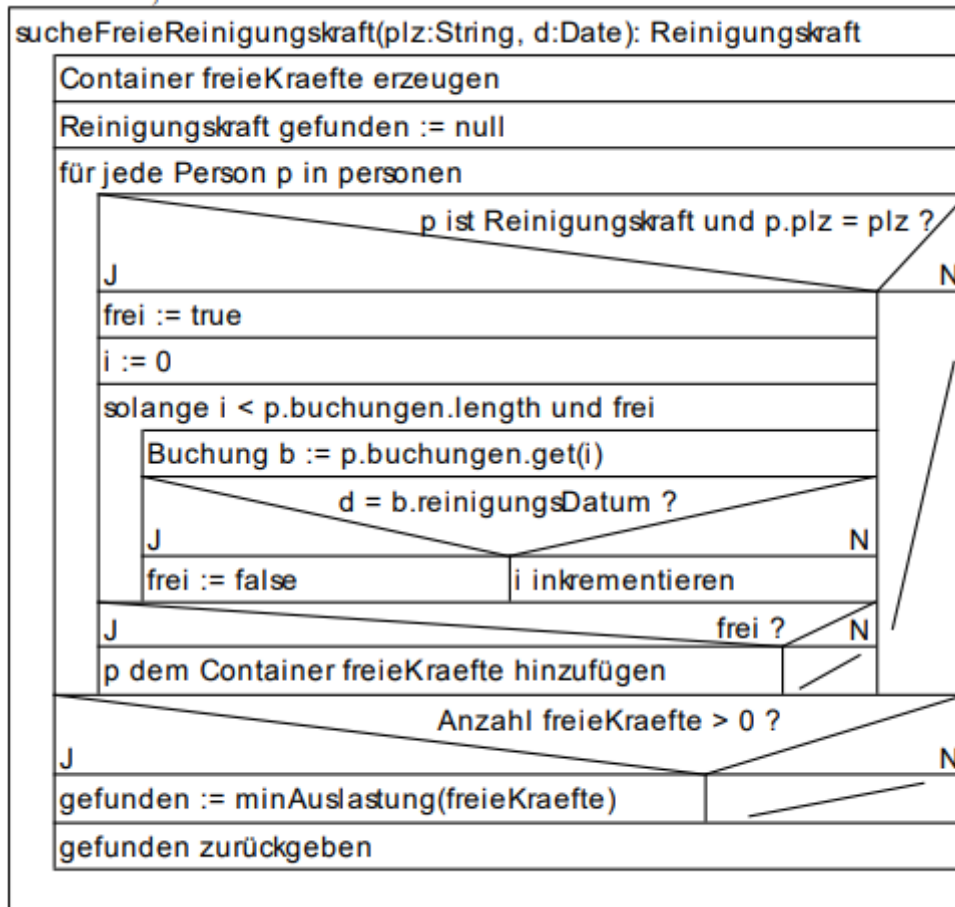 sucheFreieReinigungskraft(plz:String, d:Date): Reinigungskraft
Container freieKraefte erzeugen
Reinigungskraft gefunden := null
für jede Person p in personen
p ist Reinigungskraft und p.plz = plz ?
J N
frei := true
i := 0
solange i < p.buchungen.length und frei
Buchung b := p.buchungen.get(i)
d = b.reinigungsDatum ?
J N
frei := false i inkrementieren
J frei ? N
p dem Container freieKraefte hinzufügen
Anzahl freieKraefte > 0 ?
J N
gefunden := minAuslastung(freieKraefte)
gefunden zurückgeben